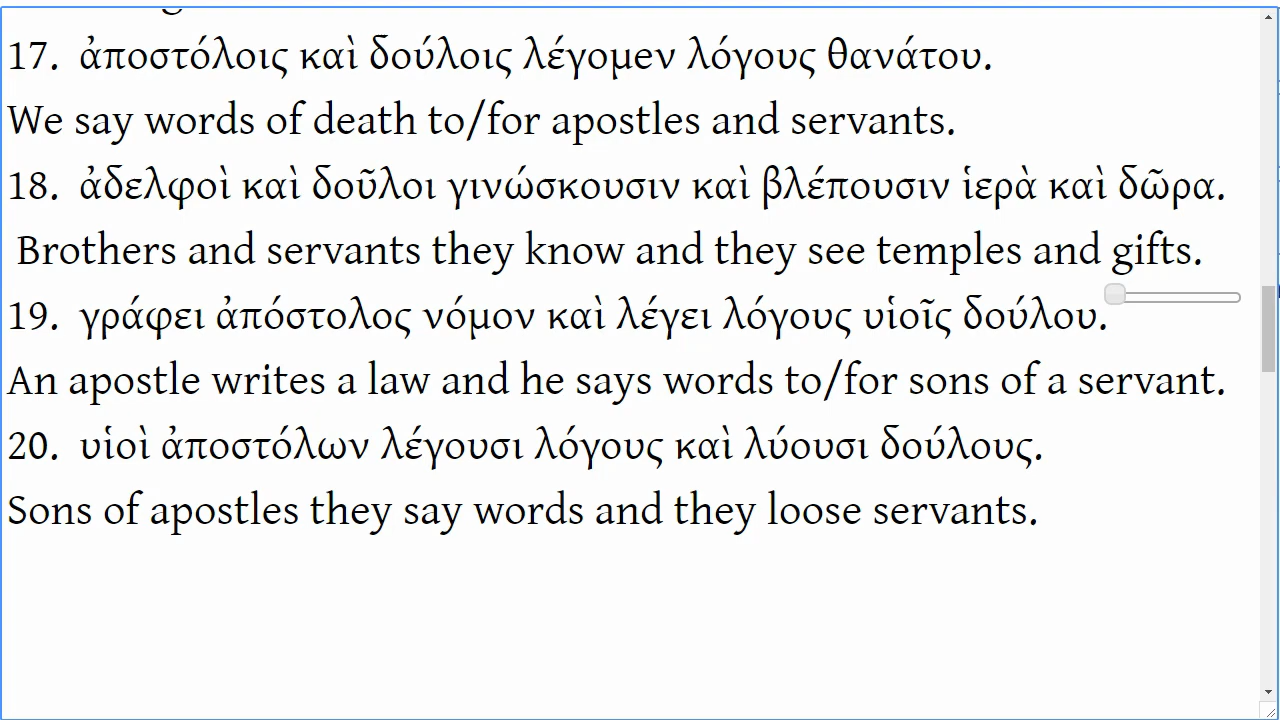 17. ἀποστόλοις καὶ δούλοις λέγομεν λόγους θανάτου.
We say words of death to/for apostles and servants.
18. ἀδελφοὶ καὶ δοῦλοι γινώσκουσιν καὶ βλέπουσιν ἱερὰ καὶ δῶρα.
Brothers and servants they know and they see temples and gifts.
19. γράφει ἀπόστολος νόμον καὶ λέγει λόγους υἱοῖς δούλου.
An apostle writes a law and he says words to/for sons of a servant.
20. υἱοὶ ἀποστόλων λέγουσι λόγους καὶ λύουσι δούλους.
Sons of apostles they say words and they loose servants.